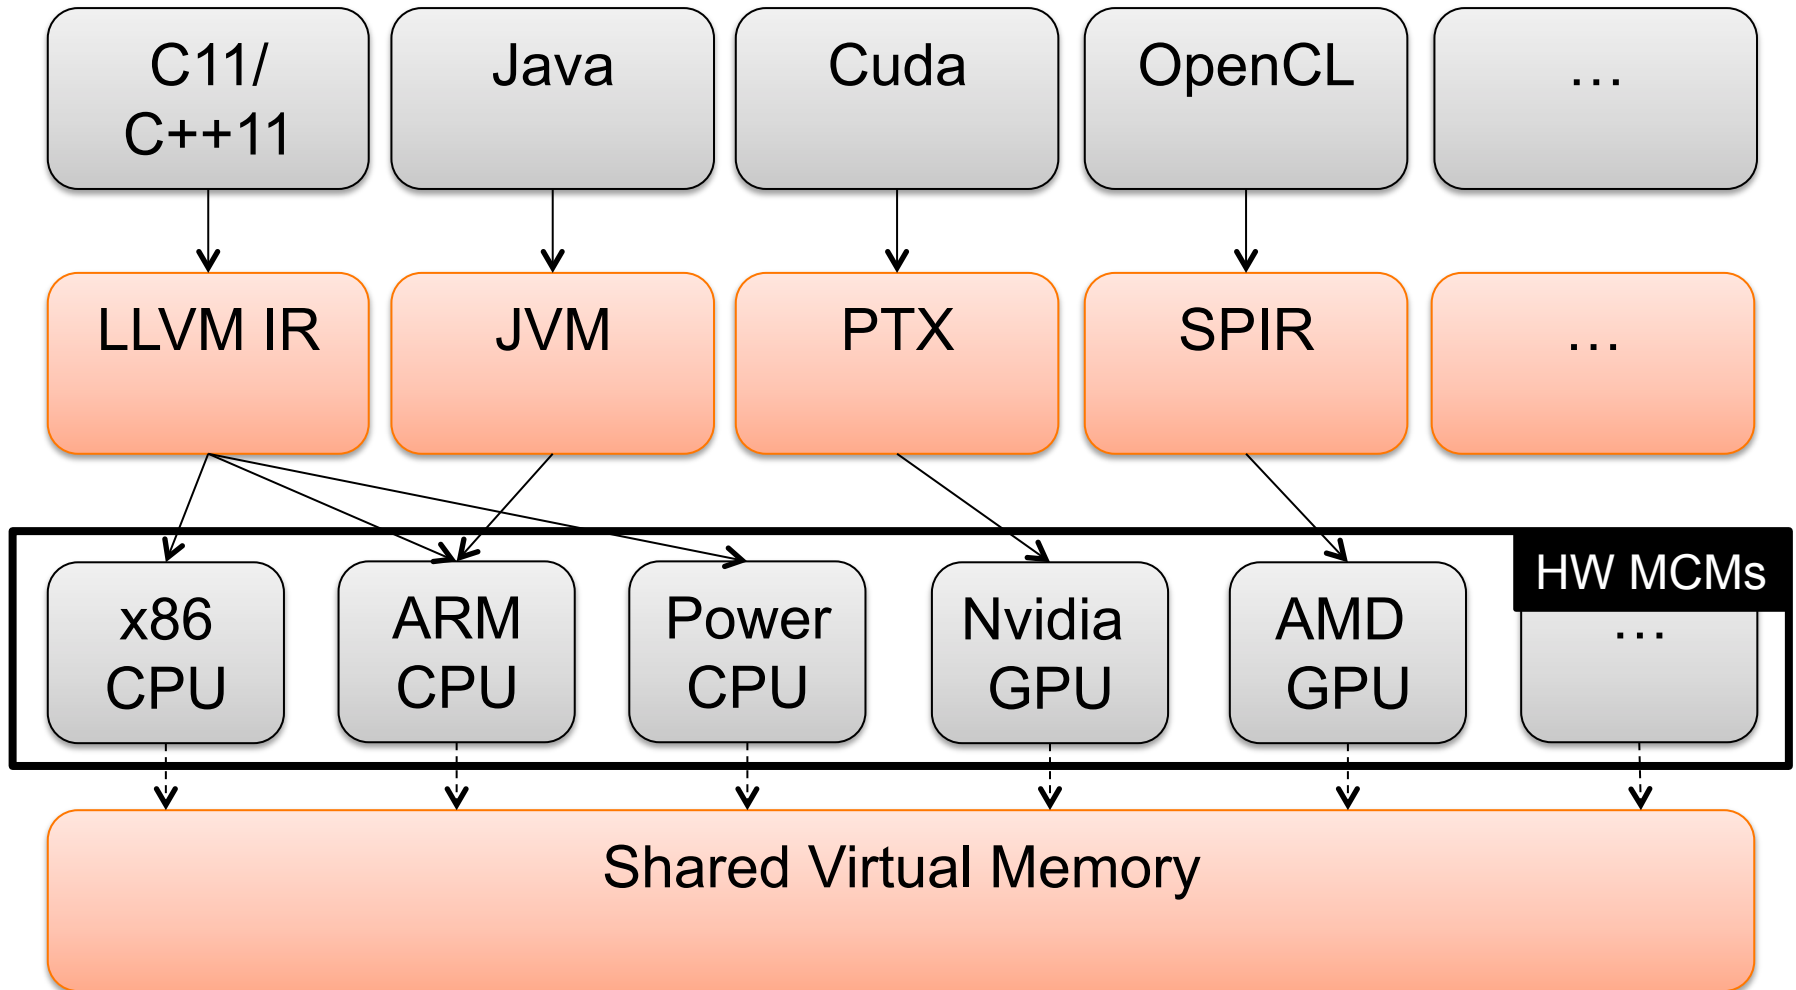 C11/
C++11
Java
Cuda
OpenCL
…
LLVM IR
JVM
PTX
SPIR
…
HW MCMs
x86
CPU
ARM
CPU
Power
CPU
Nvidia
GPU
AMD
GPU
…
Shared Virtual Memory